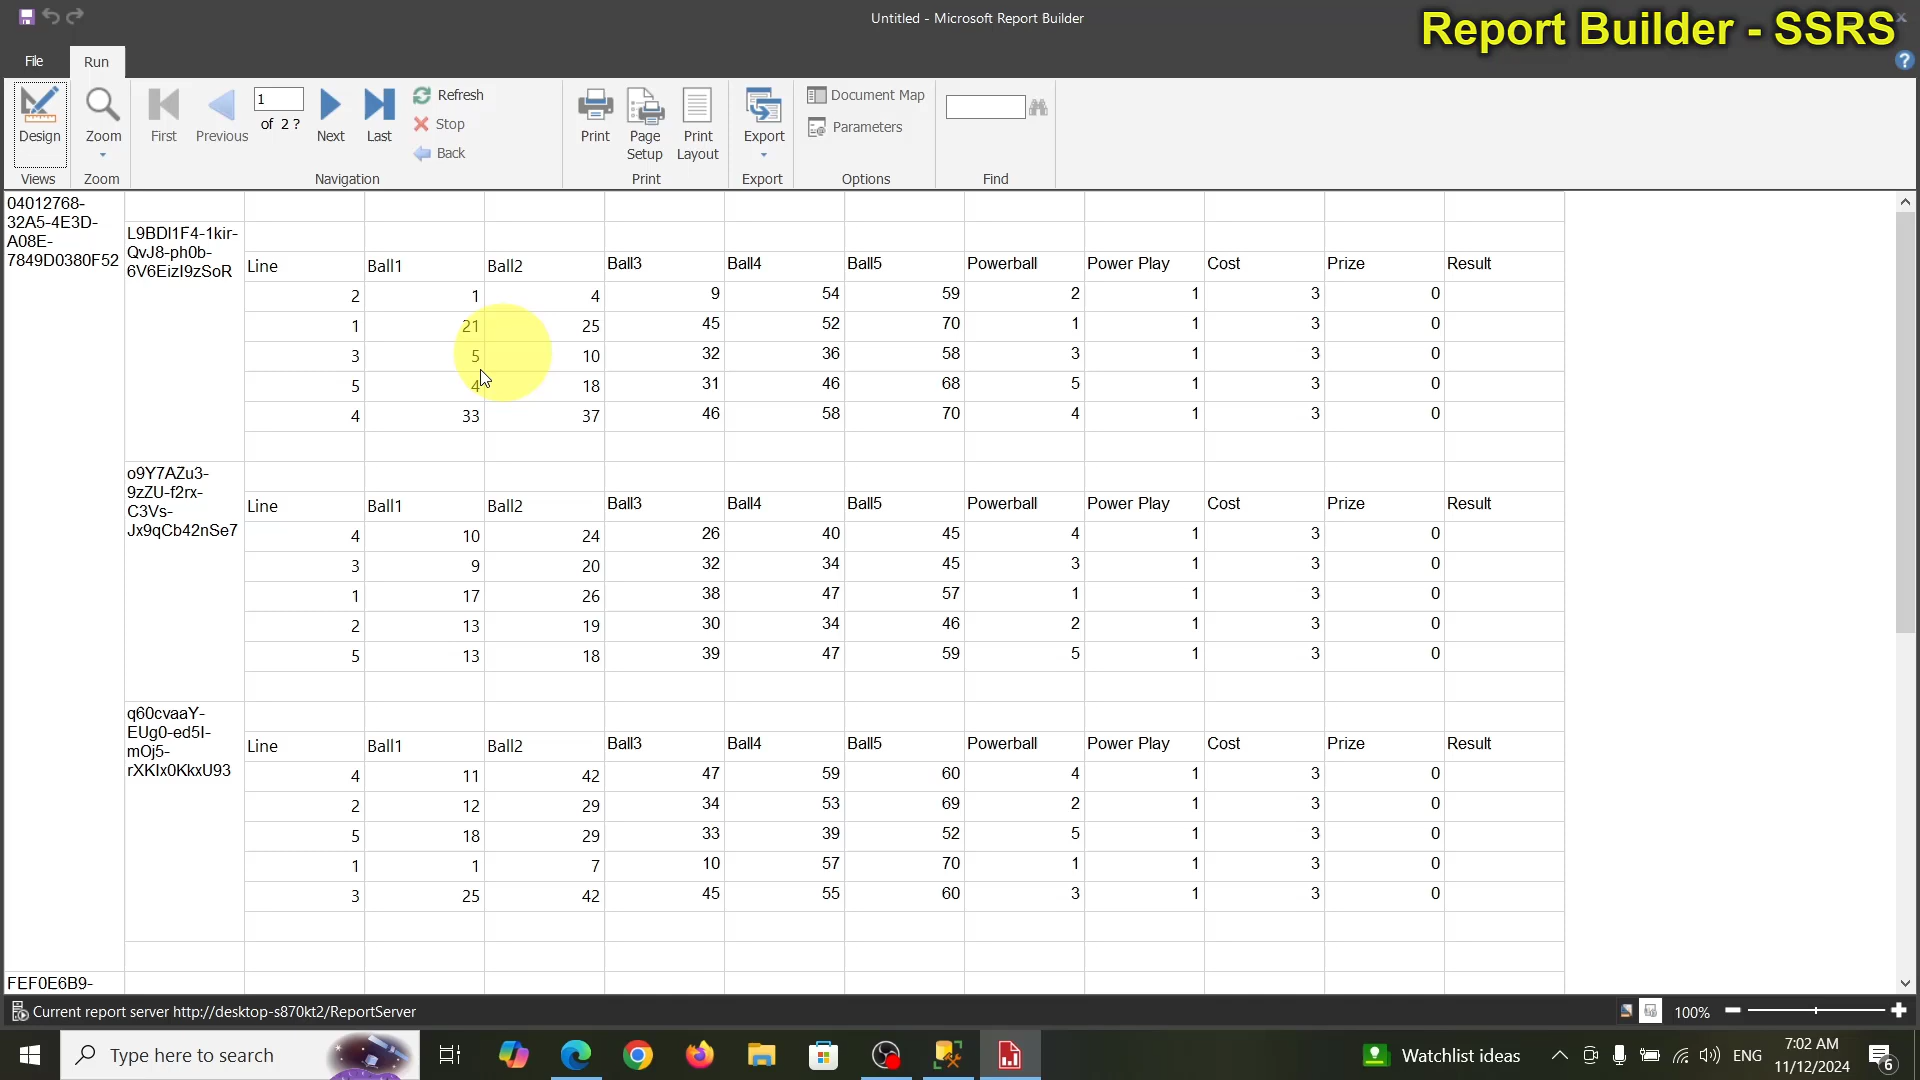 Untitled - Microsoft Report Builder
Report Builder - SSRS
File
Run
Design
Views
Zoom
Zoom
First
Previous
1
of 2 ?
Next
Last
Refresh
Stop
Back
Navigation
Print
Page
Setup
Print
Layout
Print
Export
Export
Document Map
Parameters
Options
Find
04012768-
32A5-4E3D-
A08E-
7849D0380F52
L9BDl1F4-1kir-
QvJ8-ph0b-
6V6Eizl9zSoR
Line Ball1 Ball2 Ball3 Ball4 Ball5 Powerball Power Play Cost Prize Result
2 1 4 9 54 59 2 1 3 0
1 21 25 45 52 70 1 1 3 0
3 5 10 32 36 58 3 1 3 0
5 4 18 31 46 68 5 1 3 0
4 33 37 46 58 70 4 1 3 0
o9Y7AZu3-
9zZU-f2rx-
C3Vs-
Jx9qCb42nSe7
Line Ball1 Ball2 Ball3 Ball4 Ball5 Powerball Power Play Cost Prize Result
4 10 24 26 40 45 4 1 3 0
3 9 20 32 34 45 3 1 3 0
1 17 26 38 47 57 1 1 3 0
2 13 19 30 34 46 2 1 3 0
5 13 18 39 47 59 5 1 3 0
q60cvaaY-
EUg0-ed5I-
mOj5-
rXKIx0KkxU93
Line Ball1 Ball2 Ball3 Ball4 Ball5 Powerball Power Play Cost Prize Result
4 11 42 47 59 60 4 1 3 0
2 12 29 34 53 69 2 1 3 0
5 18 29 33 39 52 5 1 3 0
1 1 7 10 57 70 1 1 3 0
3 25 42 45 55 60 3 1 3 0
FEF0E6B9-
Current report server http://desktop-s870kt2/ReportServer
100%
Type here to search
Watchlist ideas
ENG
7:02 AM
11/12/2024
6